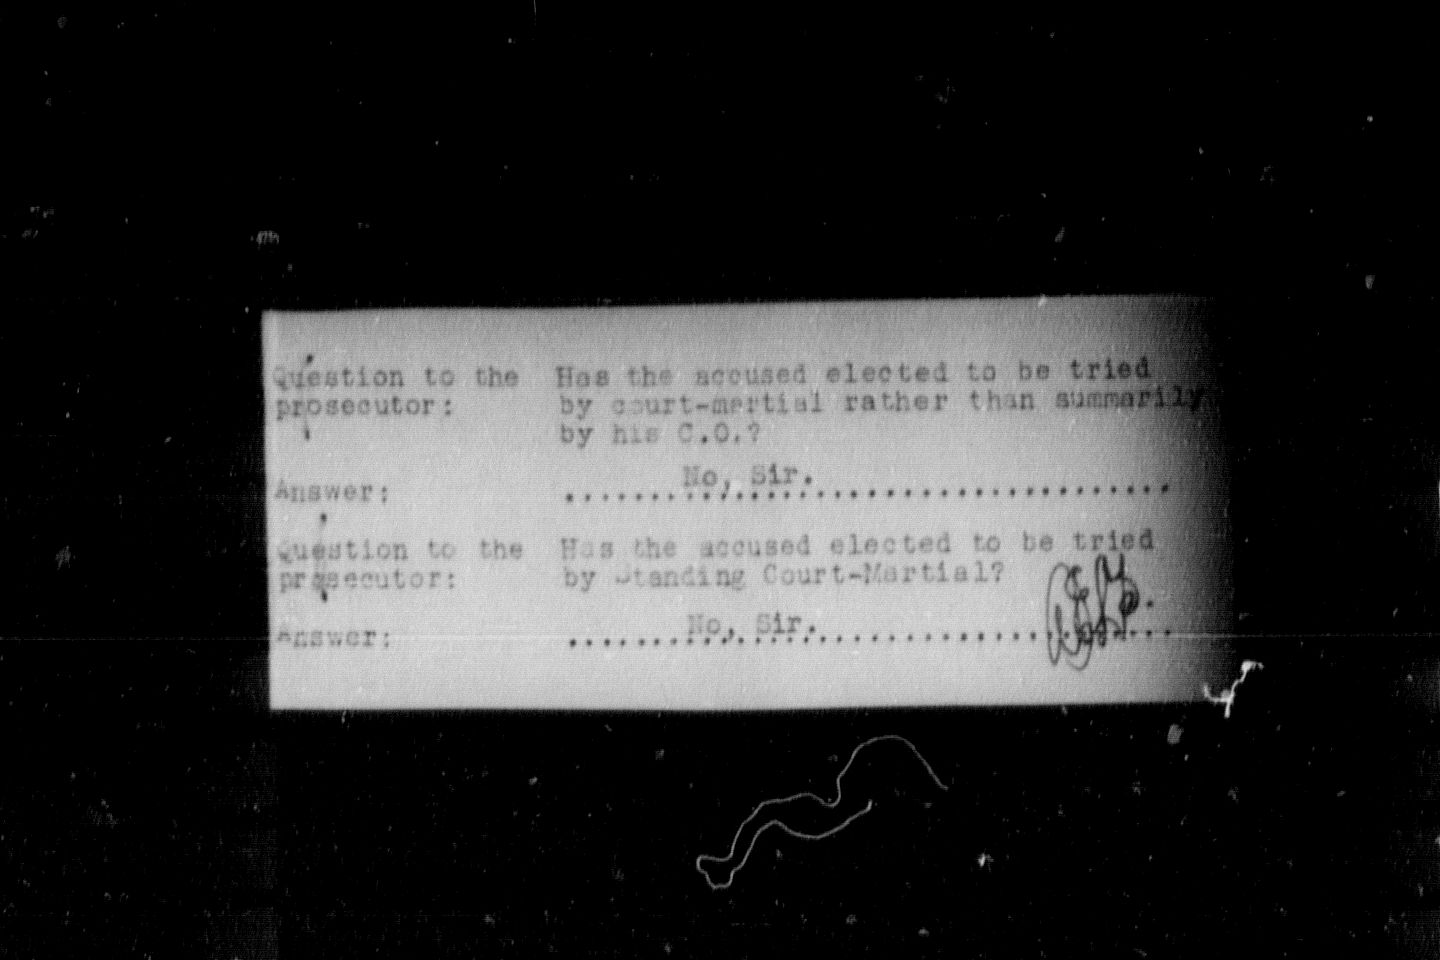 Question to the Has the accused elected to be tried
prosecutor: by court-martial rather than summarily
by his C.O.?
Answer: No, Sir.
Question to the Has the accused elected to be tried
prosecutor: by Standing Court-Martial?
Answer: No, Sir.